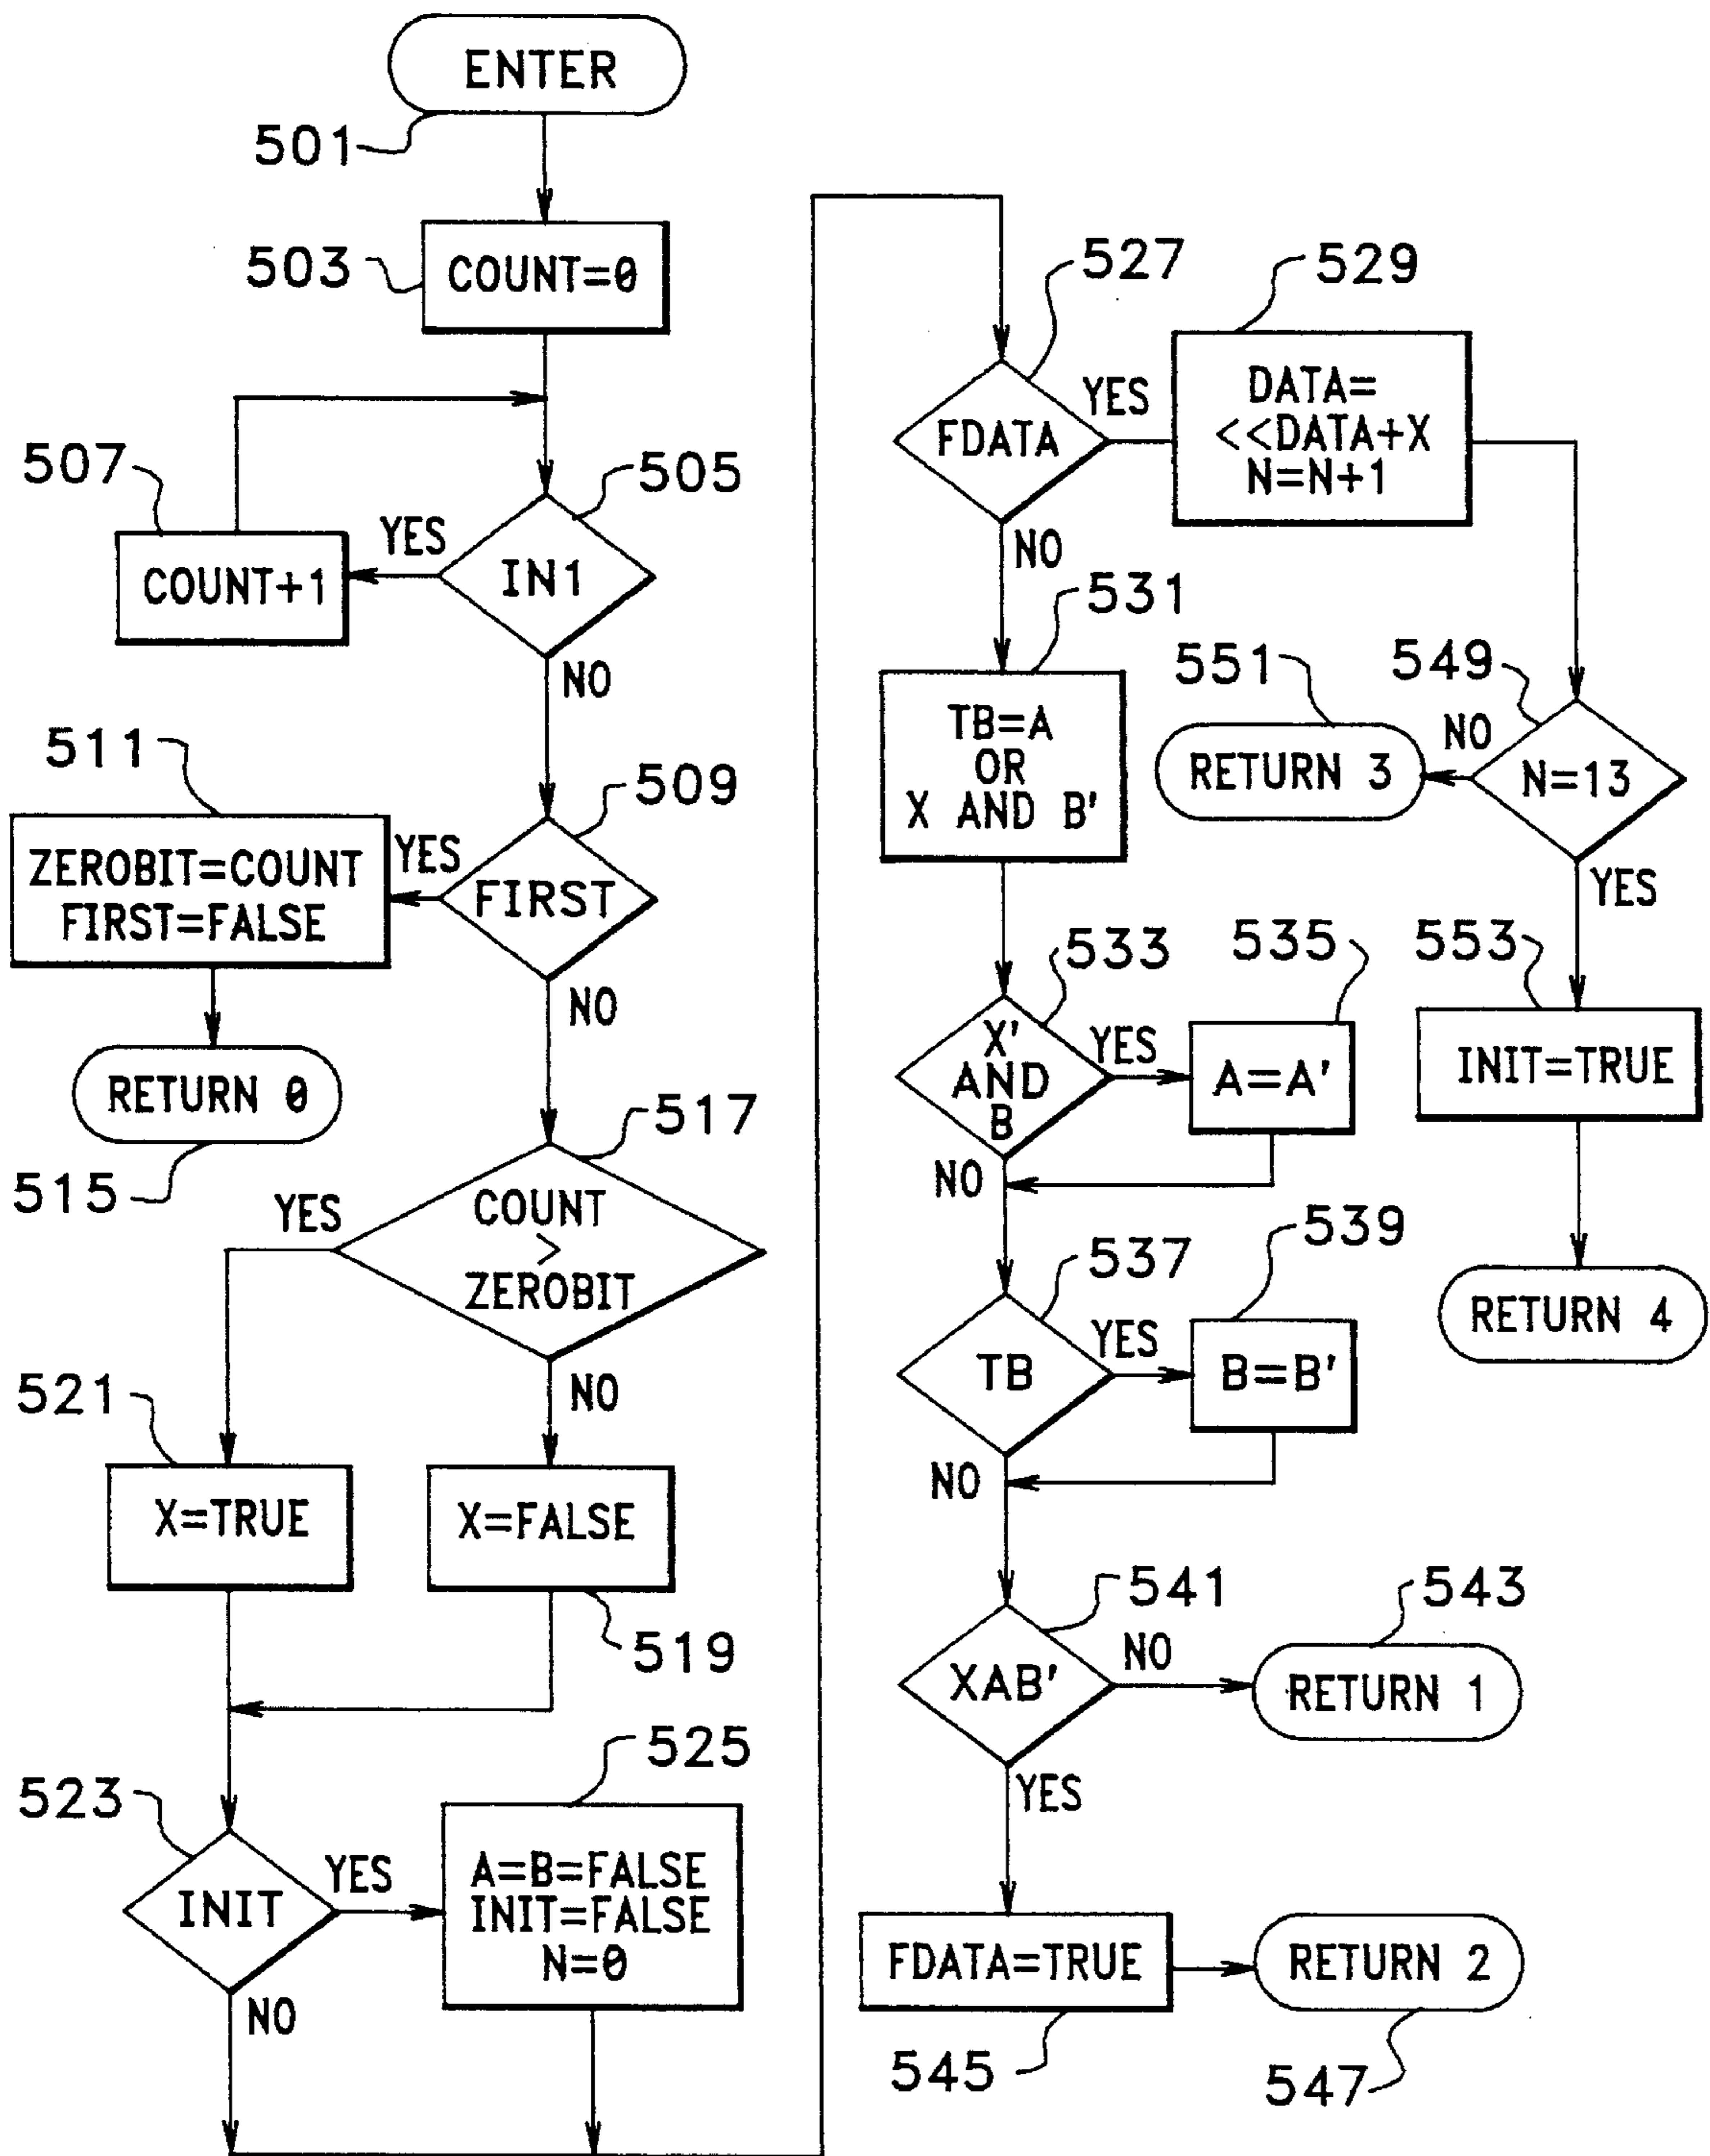 ENTER
501
503
COUNT=0
507
505
YES
COUNT+1
IN1
NO
511
509
ZEROBIT=COUNT
FIRST=FALSE
YES
FIRST
NO
RETURN 0
515
517
YES
COUNT
>
ZEROBIT
NO
521
X=TRUE
X=FALSE
519
523
525
INIT
YES
A=B=FALSE
INIT=FALSE
N=0
NO
527
529
FDATA
YES
DATA=
<<DATA+X
N=N+1
NO
531
TB=A
OR
X AND B'
551
549
NO
RETURN 3
N=13
YES
533
535
553
X'
AND
B
YES
A=A'
INIT=TRUE
NO
537
539
TB
YES
B=B'
RETURN 4
NO
541
543
XAB'
NO
RETURN 1
YES
FDATA=TRUE
RETURN 2
545
547